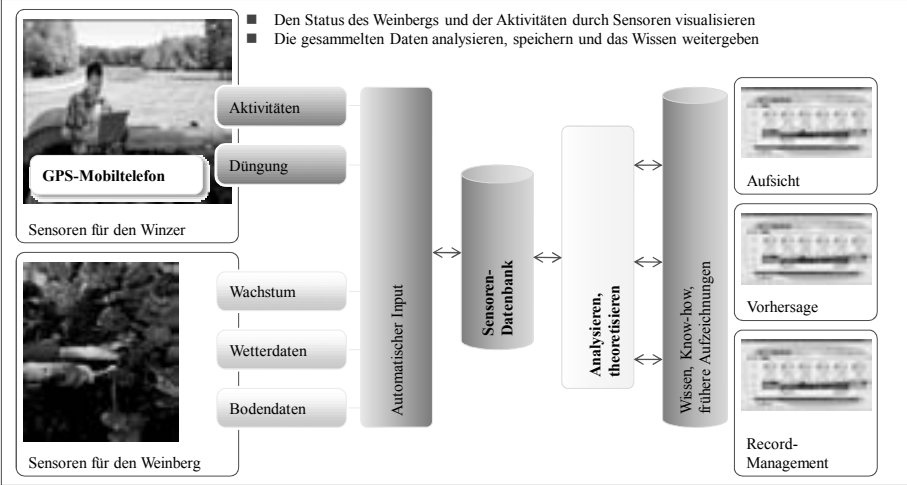 ■ Den Status des Weinbergs und der Aktivitäten durch Sensoren visualisieren
■ Die gesammelten Daten analysieren, speichern und das Wissen weitergeben
GPS-Mobiltelefon
Sensoren für den Winzer
Aktivitäten
Düngung
Sensoren für den Weinberg
Wachstum
Wetterdaten
Bodendaten
Automatischer Input
Sensoren-
Datenbank
Analysieren,
theoretisieren
Wissen, Know-how,
frühere Aufzeichnungen
Aufsicht
Vorhersage
Record-
Management